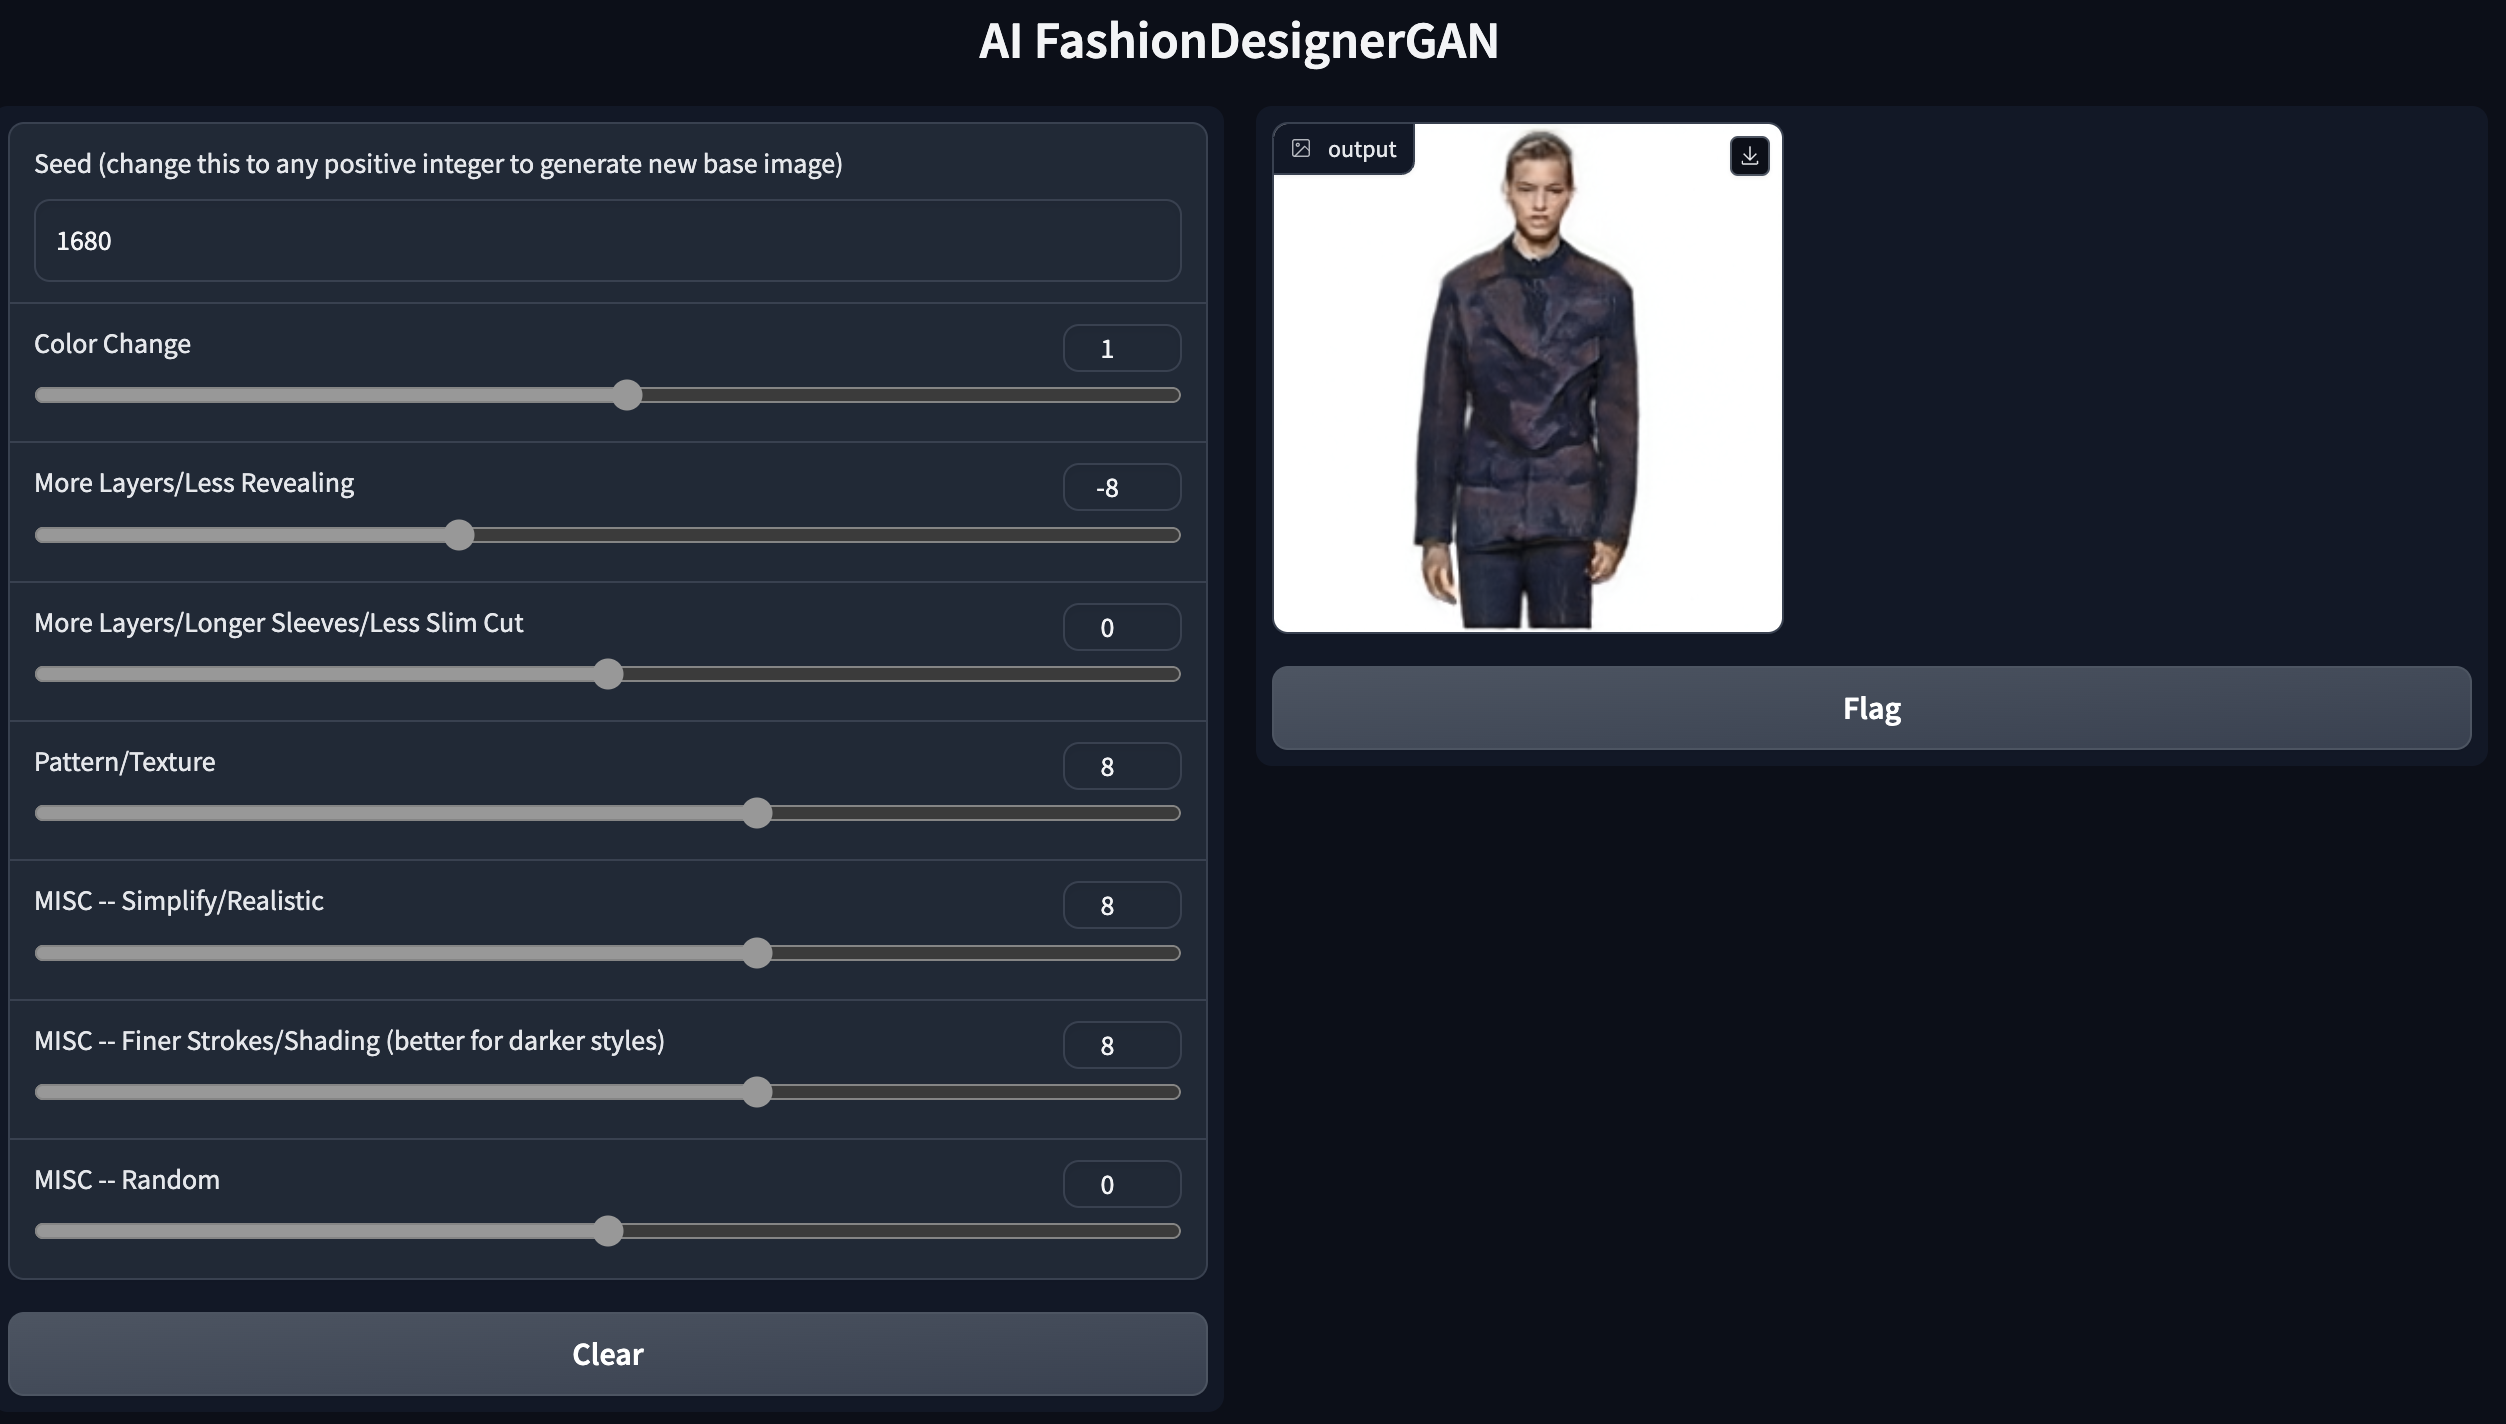 AI FashionDesignerGAN
Seed (change this to any positive integer to generate new base image)
1680
Color Change
1
More Layers/Less Revealing
-8
More Layers/Longer Sleeves/Less Slim Cut
0
Pattern/Texture
8
MISC -- Simplify/Realistic
8
MISC -- Finer Strokes/Shading (better for darker styles)
8
MISC -- Random
0
Clear
output
Flag